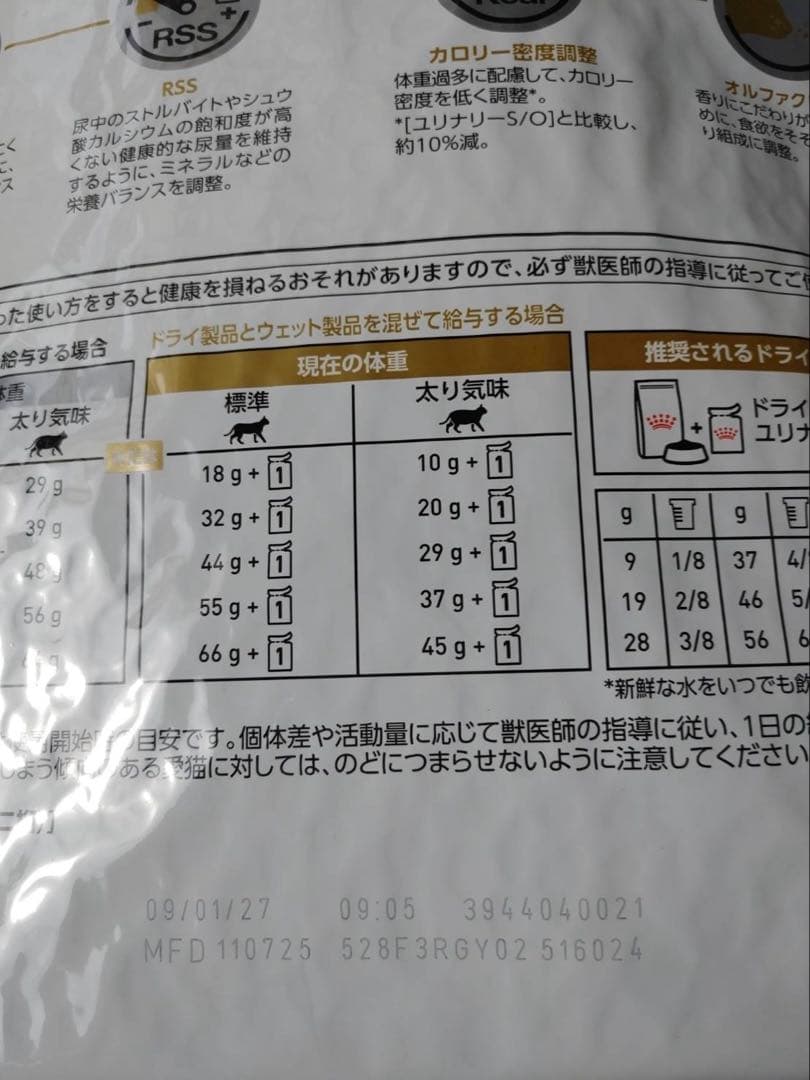 RSS
RSS
尿中のストルバイトやシュウ
酸カルシウムの飽和度が高
くない健康的な尿量を維持
するように、ミネラルなどの
栄養バランスを調整。
カロリー密度調整
体重過多に配慮して、カロリー
密度を低く調整*。
*[ユリナリーS/O]と比較し、
約10%減。
オルファク
香りにこだわりが
めに、食欲をそそ
り組成に調整。
った使い方をすると健康を損ねるおそれがありますので、必ず獣医師の指導に従ってご
給与する場合
体重
太り気味
29 g
39 g
48 g
56 g
ドライ製品とウェット製品を混ぜて給与する場合
現在の体重
標準 太り気味
18 g + 1 10 g + 1
32 g + 1 20 g + 1
44 g + 1 29 g + 1
55 g + 1 37 g + 1
66 g + 1 45 g + 1
推奨されるドライ
+ ドライ
ユリナ
g g
9 1/8 37 4/
19 2/8 46 5/
28 3/8 56 6
*新鮮な水をいつでも飲
開始 の目安です。個体差や活動量に応じて獣医師の指導に従い、1日の
しまう傾向のある愛猫に対しては、のどにつまらせないように注意してください
09/01/27 09:05 3944040021
MFD 110725 528F3RGY02 516024